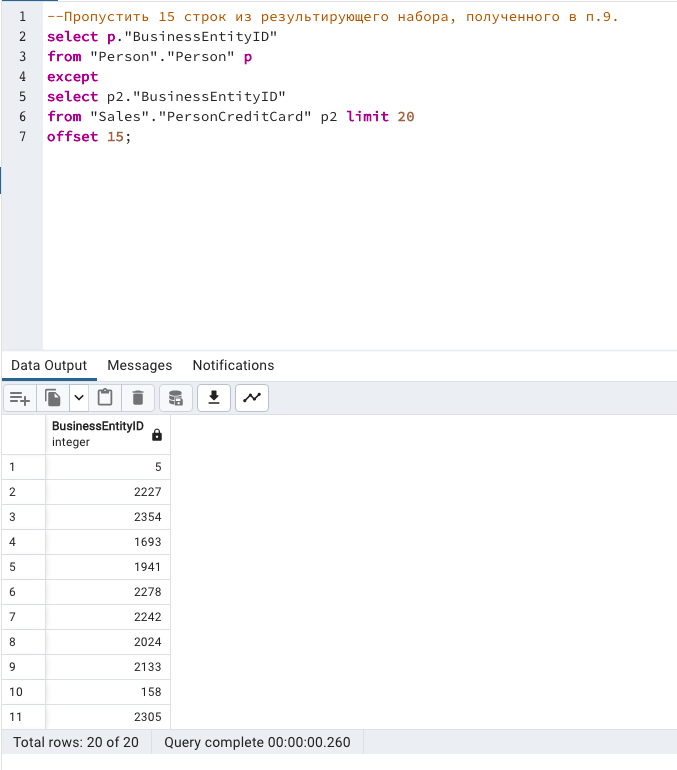 1 --Пропустить 15 строк из результирующего набора, полученного в п.9.
2 select p."BusinessEntityID"
3 from "Person"."Person" p
4 except
5 select p2."BusinessEntityID"
6 from "Sales"."PersonCreditCard" p2 limit 20
7 offset 15;
Data Output Messages Notifications
BusinessEntityID
integer
1 5
2 2227
3 2354
4 1693
5 1941
6 2278
7 2242
8 2024
9 2133
10 158
11 2305
Total rows: 20 of 20 Query complete 00:00:00.260